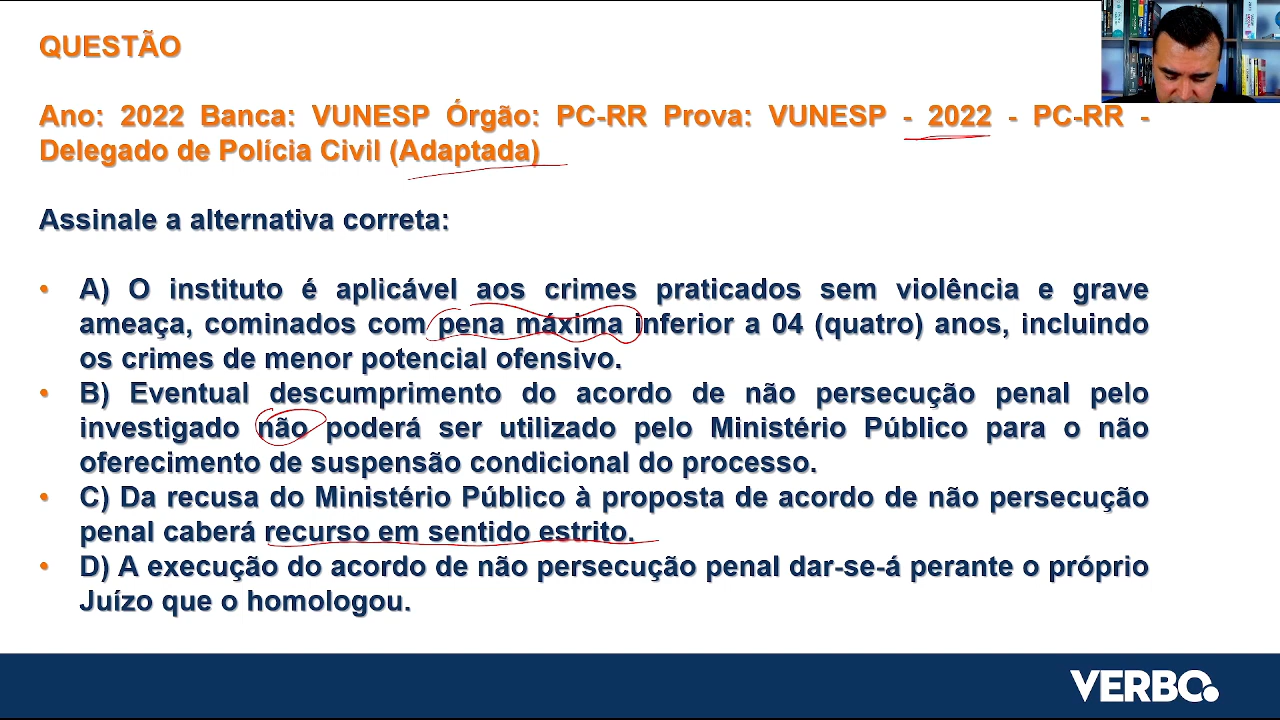 QUESTÃO
Ano: 2022 Banca: VUNESP Órgão: PC-RR Prova: VUNESP - 2022 - PC-RR -
Delegado de Polícia Civil (Adaptada)
Assinale a alternativa correta:
• A) O instituto é aplicável aos crimes praticados sem violência e grave
ameaça, cominados com pena máxima inferior a 04 (quatro) anos, incluindo
os crimes de menor potencial ofensivo.
• B) Eventual descumprimento do acordo de não persecução penal pelo
investigado não poderá ser utilizado pelo Ministério Público para o não
oferecimento de suspensão condicional do processo.
• C) Da recusa do Ministério Público à proposta de acordo de não persecução
penal caberá recurso em sentido estrito.
• D) A execução do acordo de não persecução penal dar-se-á perante o próprio
Juízo que o homologou.
VERBO